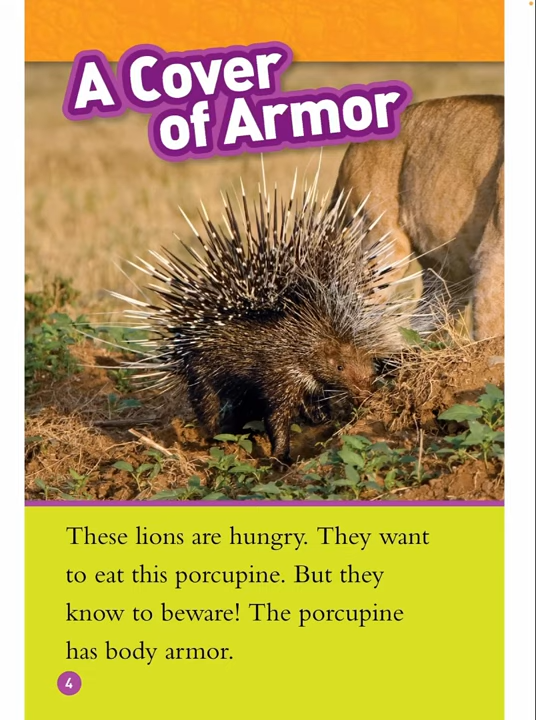 A Cover
of Armor
These lions are hungry. They want
to eat this porcupine. But they
know to beware! The porcupine
has body armor.
4